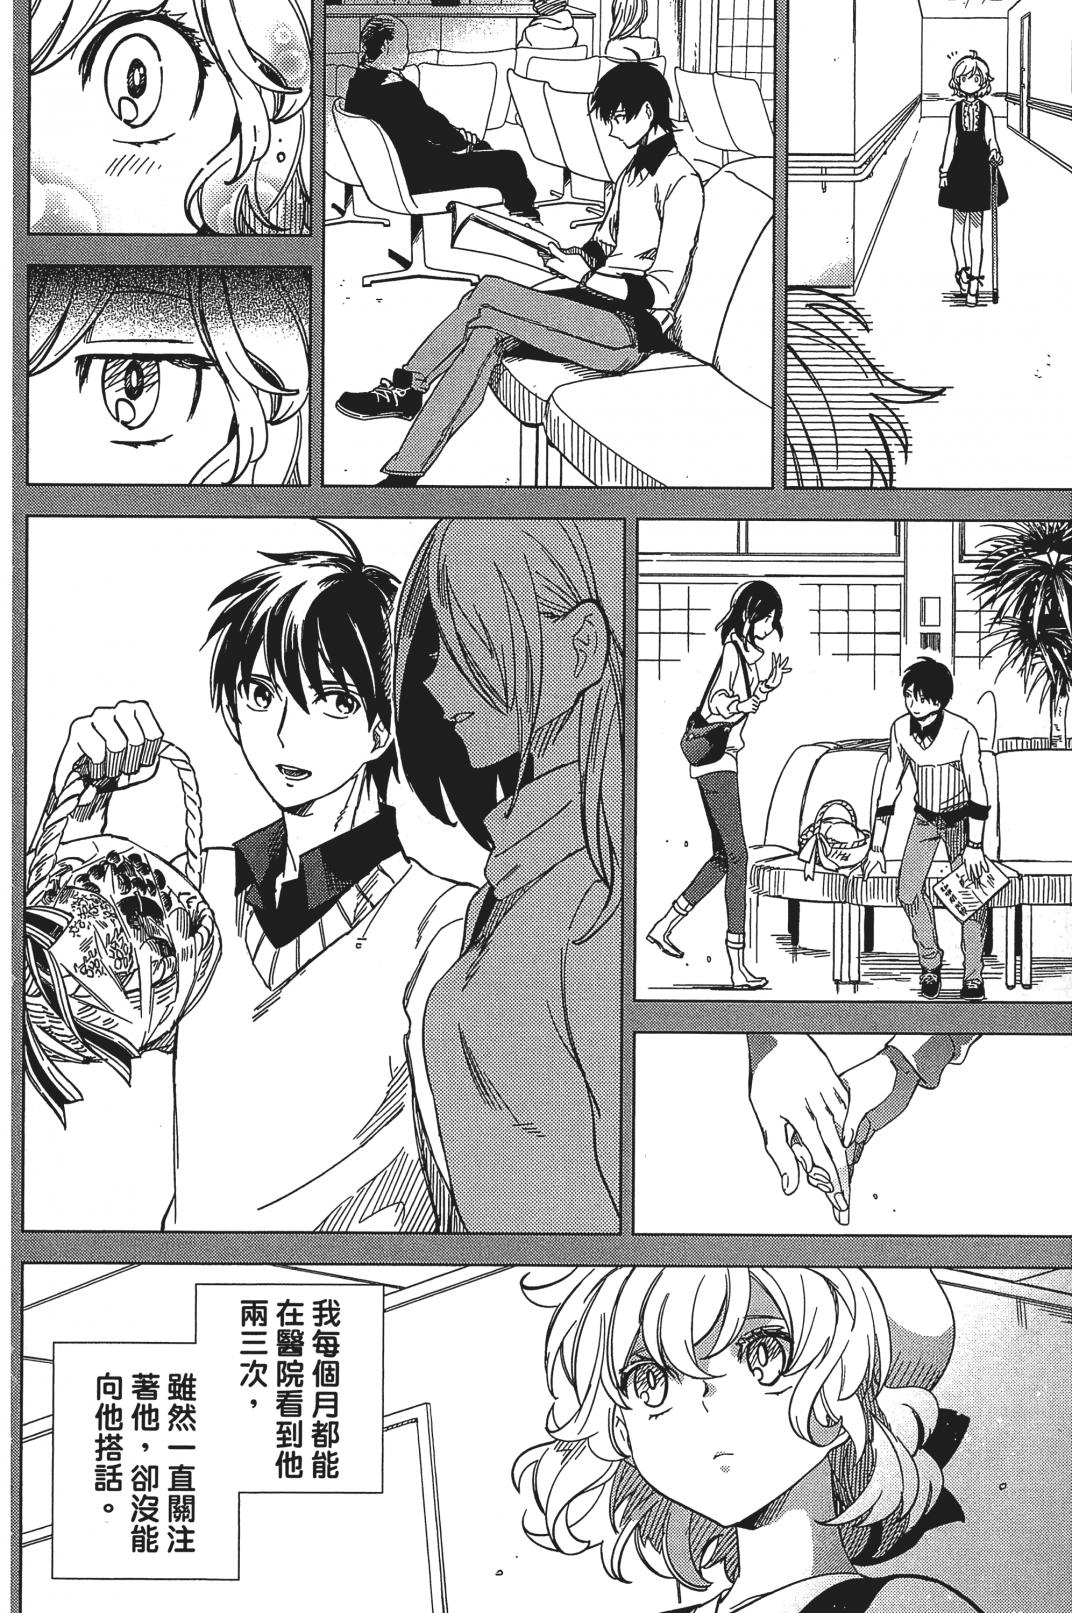 我每個月都能
在醫院看到他
兩三次，
雖然一直關注
著他，卻沒能
向他搭話。